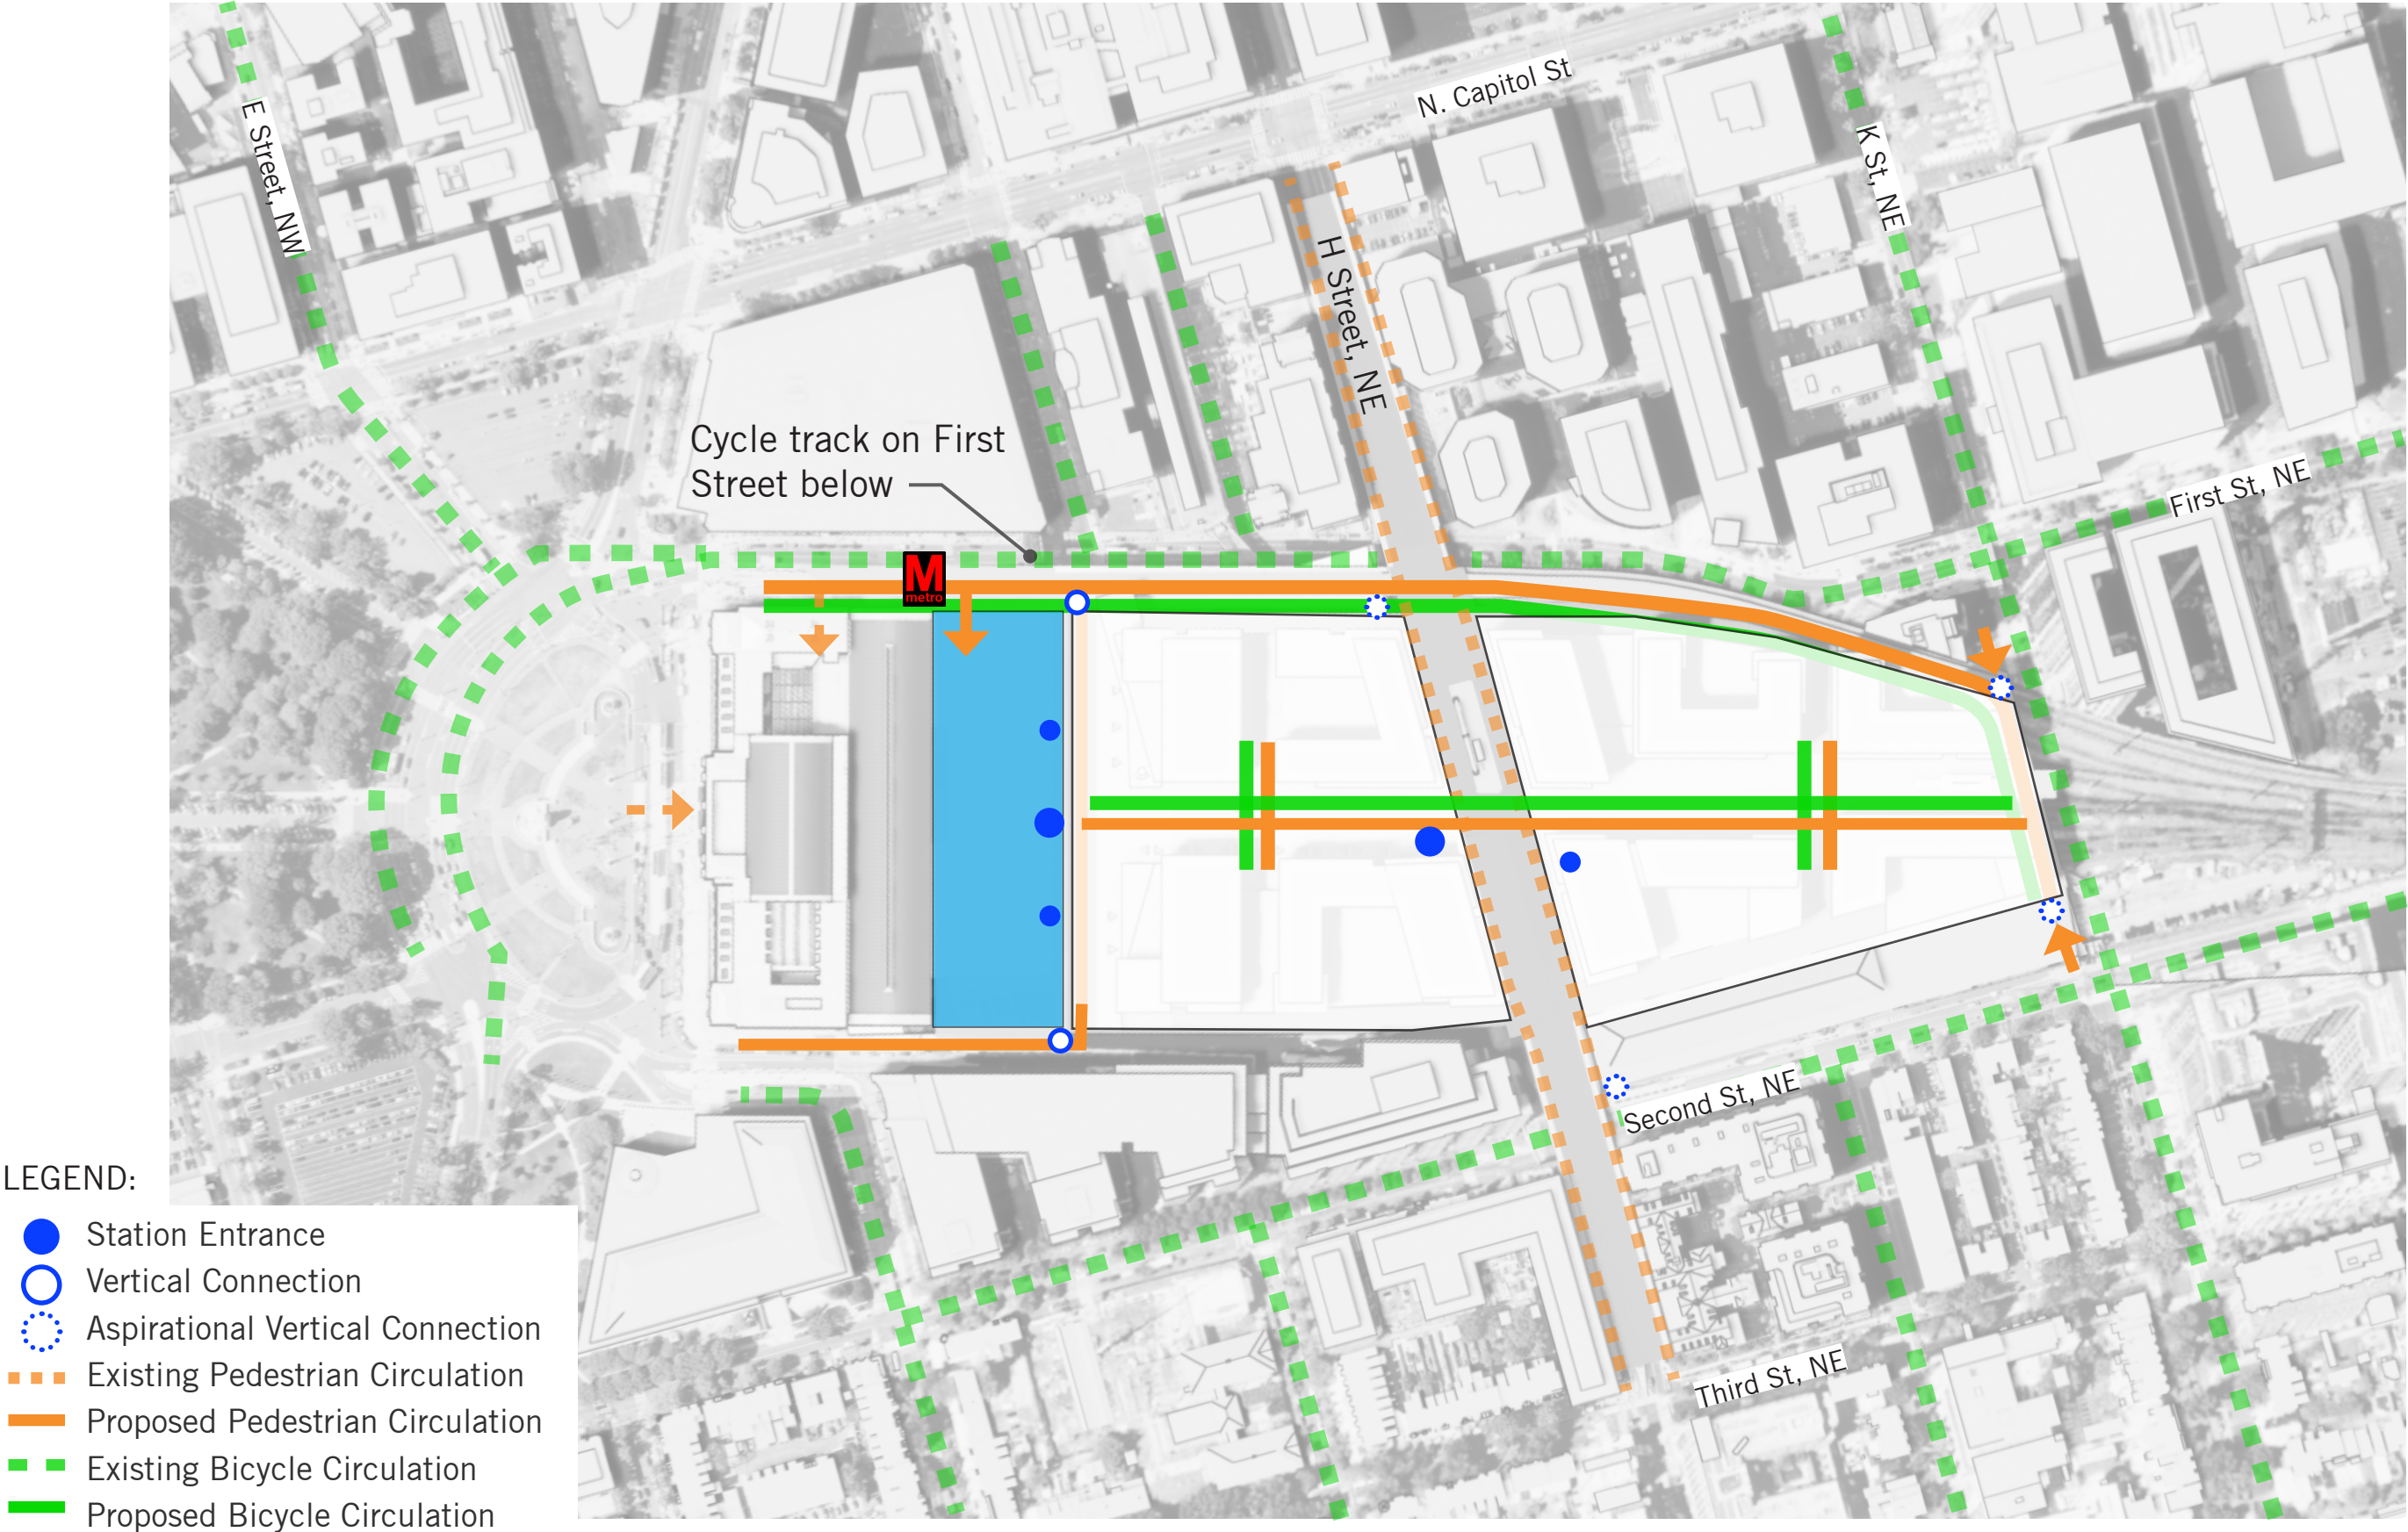 N. Capitol St
E Street, NW
K St, NE
H Street, NE
Cycle track on First
Street below
First St, NE
M
metro
Second St, NE
Third St, NE
LEGEND:
Station Entrance
Vertical Connection
Aspirational Vertical Connection
Existing Pedestrian Circulation
Proposed Pedestrian Circulation
Existing Bicycle Circulation
Proposed Bicycle Circulation